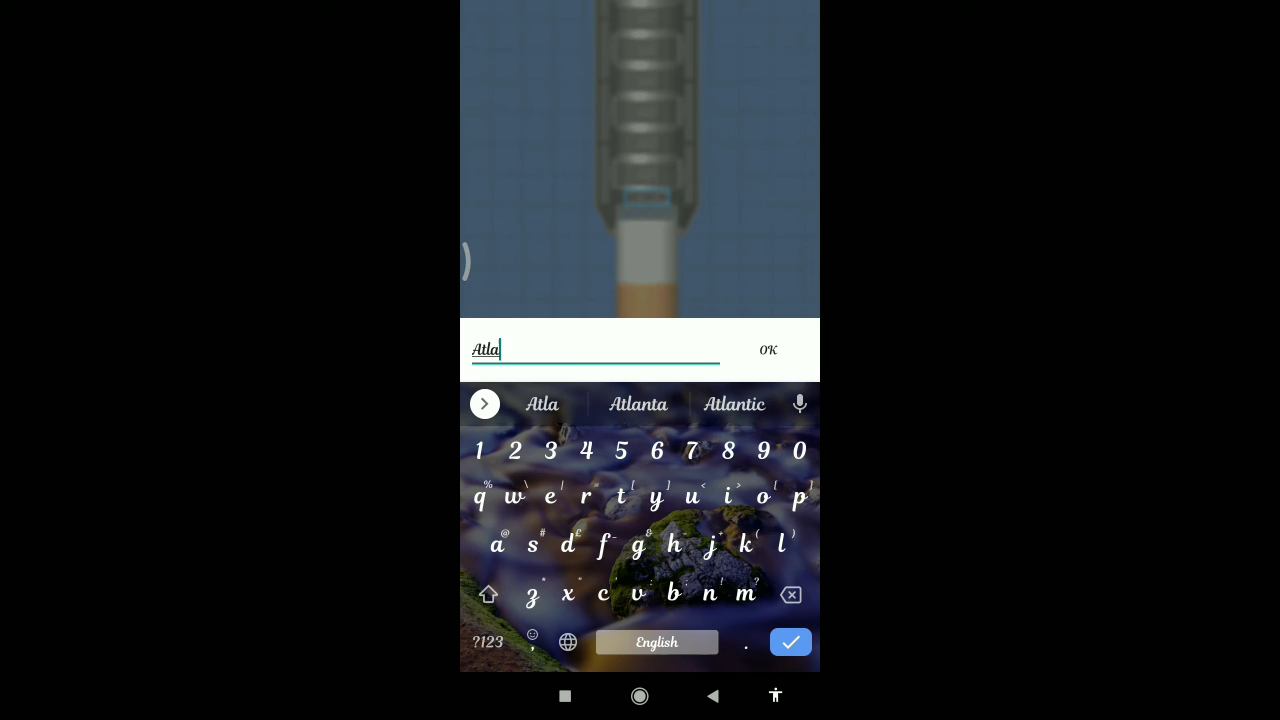 Atla
OK
Atla Atlanta Atlantic
1 2 3 4 5 6 7 8 9 0
% \ | = [ ] < > { }
q w e r t y u i o p
@ # £ - & - + ( )
a s d f g h j k l
* " ' : ; ! ?
z x c v b n m
?123 , English .